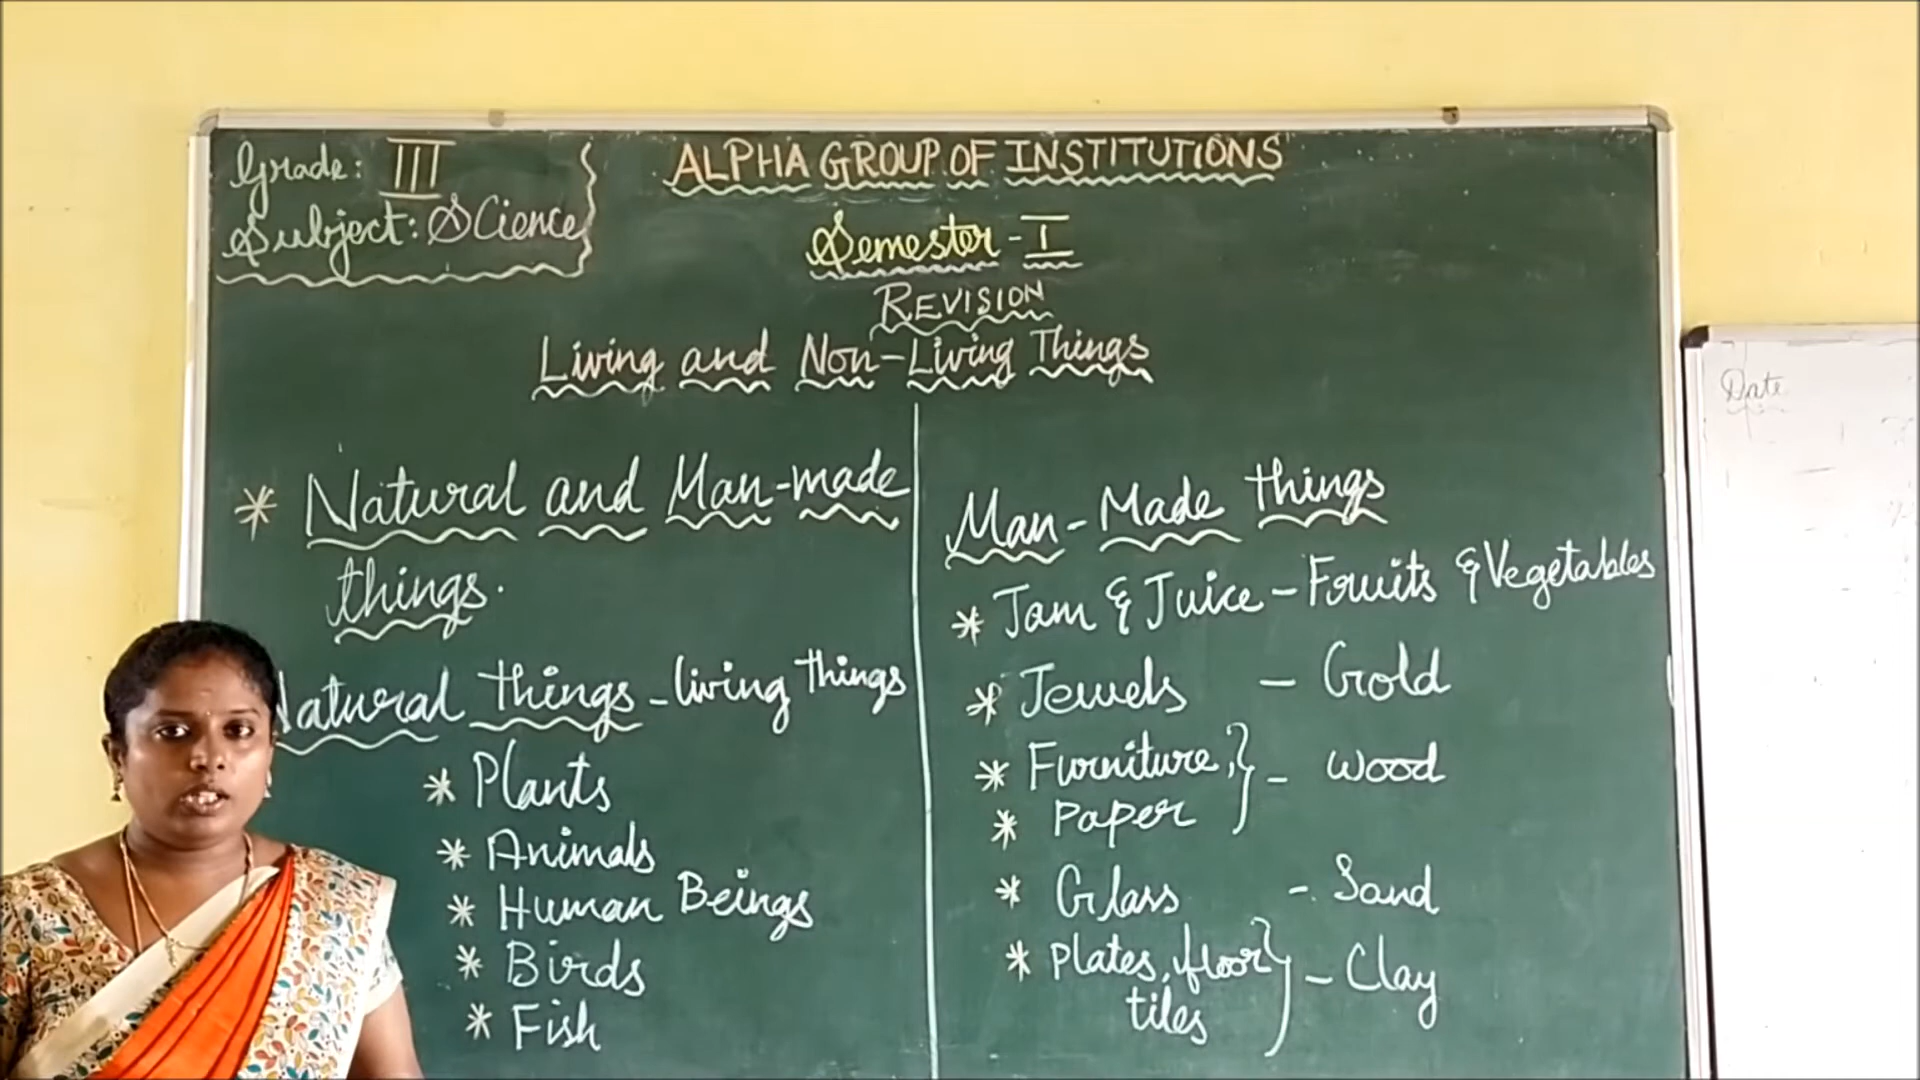 Grade: III
Subject: Science
ALPHA GROUP OF INSTITUTIONS
Semester - I
REVISION
Living and Non-Living Things
* Natural and Man-made
things.
Natural things - living things
* Plants
* Animals
* Human Beings
* Birds
* Fish
Man-Made things
* Jam & Juice - Fruits & Vegetables
* Jewels - Gold
* Furniture, } - Wood
* Paper
* Glass - Sand
* Plates, floor } - Clay
tiles
Date